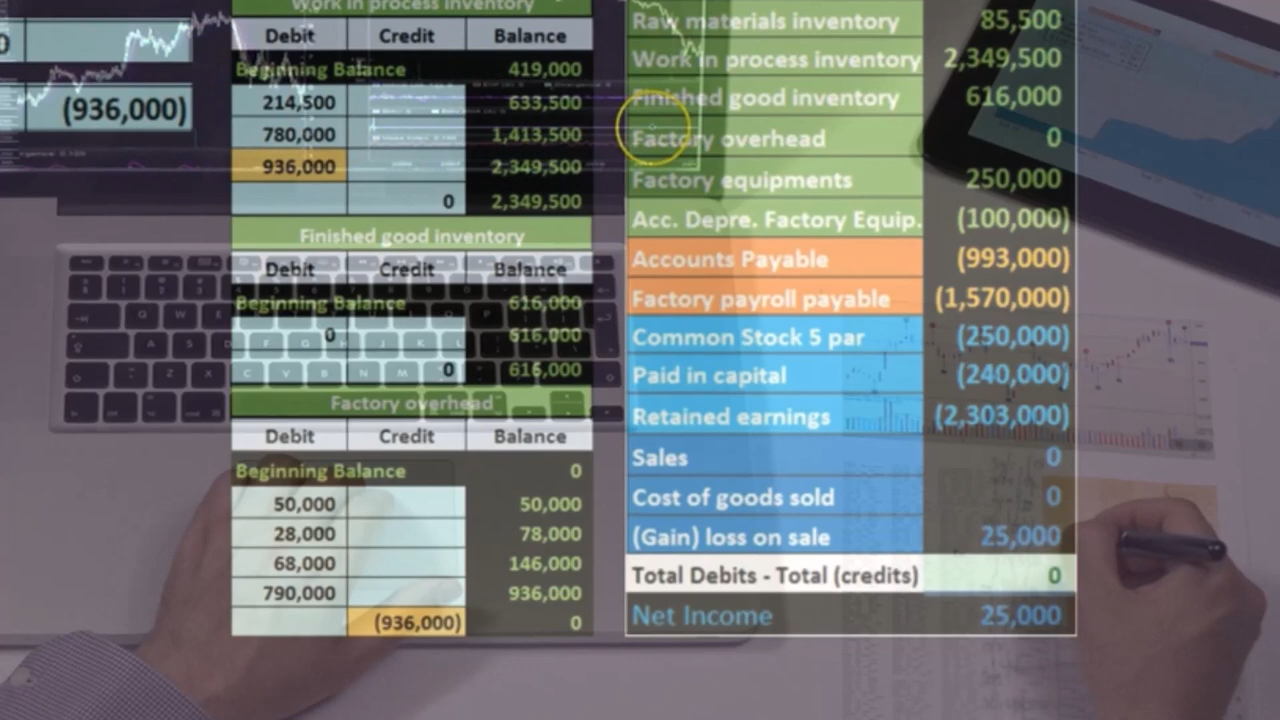 (936,000)
Work in process inventory
Debit Credit Balance
Beginning Balance 419,000
214,500 633,500
780,000 1,413,500
936,000 2,349,500
0 2,349,500
Finished good inventory
Debit Credit Balance
Beginning Balance 616,000
0 616,000
0 616,000
Factory overhead
Debit Credit Balance
Beginning Balance 0
50,000 50,000
28,000 78,000
68,000 146,000
790,000 936,000
(936,000) 0
Raw materials inventory 85,500
Work in process inventory 2,349,500
Finished good inventory 616,000
Factory overhead 0
Factory equipments 250,000
Acc. Depre. Factory Equip. (100,000)
Accounts Payable (993,000)
Factory payroll payable (1,570,000)
Common Stock 5 par (250,000)
Paid in capital (240,000)
Retained earnings (2,303,000)
Sales 0
Cost of goods sold 0
(Gain) loss on sale 25,000
Total Debits - Total (credits) 0
Net Income 25,000